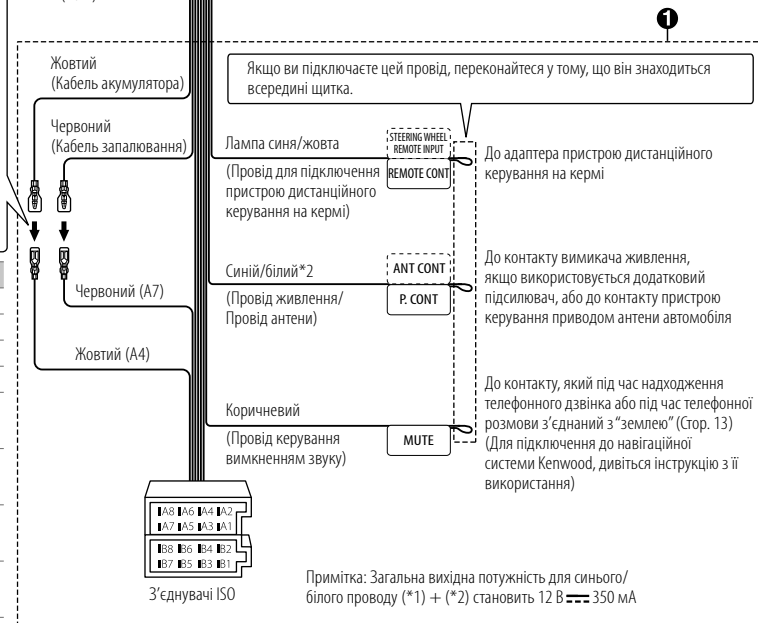 ❶
Жовтий
(Кабель акумулятора)
Якщо ви підключаєте цей провід, переконайтеся у тому, що він знаходиться
всередині щитка.
Червоний
(Кабель запалювання)
Лампа синя/жовта
(Провід для підключення
пристрою дистанційного
керування на кермі)
STEERING WHEEL
REMOTE INPUT
REMOTE CONT
До адаптера пристрою дистанційного
керування на кермі
Синій/білий*2
(Провід живлення/
Провід антени)
ANT CONT
P. CONT
До контакту вимикача живлення,
якщо використовується додатковий
підсилювач, або до контакту пристрою
керування приводом антени автомобіля
Червоний (A7)
Жовтий (A4)
Коричневий
(Провід керування
вимкненням звуку)
MUTE
До контакту, який під час надходження
телефонного дзвінка або під час телефонної
розмови з’єднаний з “землею” (Стор. 13)
(Для підключення до навігаційної
системи Kenwood, дивіться інструкцію з її
використання)
A8 A6 A4 A2
A7 A5 A3 A1
B8 B6 B4 B2
B7 B5 B3 B1
З’єднувачі ISO
Примітка: Загальна вихідна потужність для синього/
білого проводу (*1) + (*2) становить 12 В ⎓ 350 мА